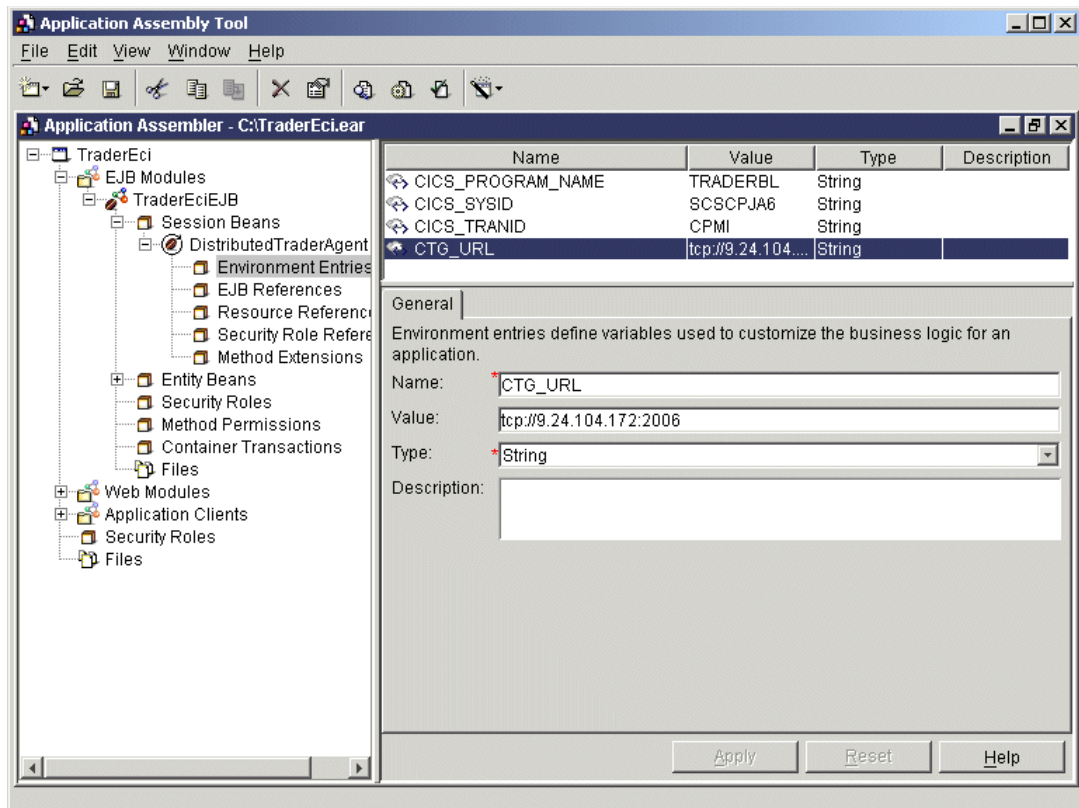 Application Assembly Tool
File Edit View Window Help
Application Assembler - C:\TraderEci.ear
TraderEci
EJB Modules
TraderEciEJB
Session Beans
DistributedTraderAgent
Environment Entries
EJB References
Resource Referenc
Security Role Refere
Method Extensions
Entity Beans
Security Roles
Method Permissions
Container Transactions
Files
Web Modules
Application Clients
Security Roles
Files
Name Value Type Description
CICS_PROGRAM_NAME TRADERBL String
CICS_SYSID SCSCPJA6 String
CICS_TRANID CPMI String
CTG_URL tcp://9.24.104.... String
General
Environment entries define variables used to customize the business logic for an
application.
Name: *CTG_URL
Value: tcp://9.24.104.172:2006
Type: *String
Description:
Apply Reset Help